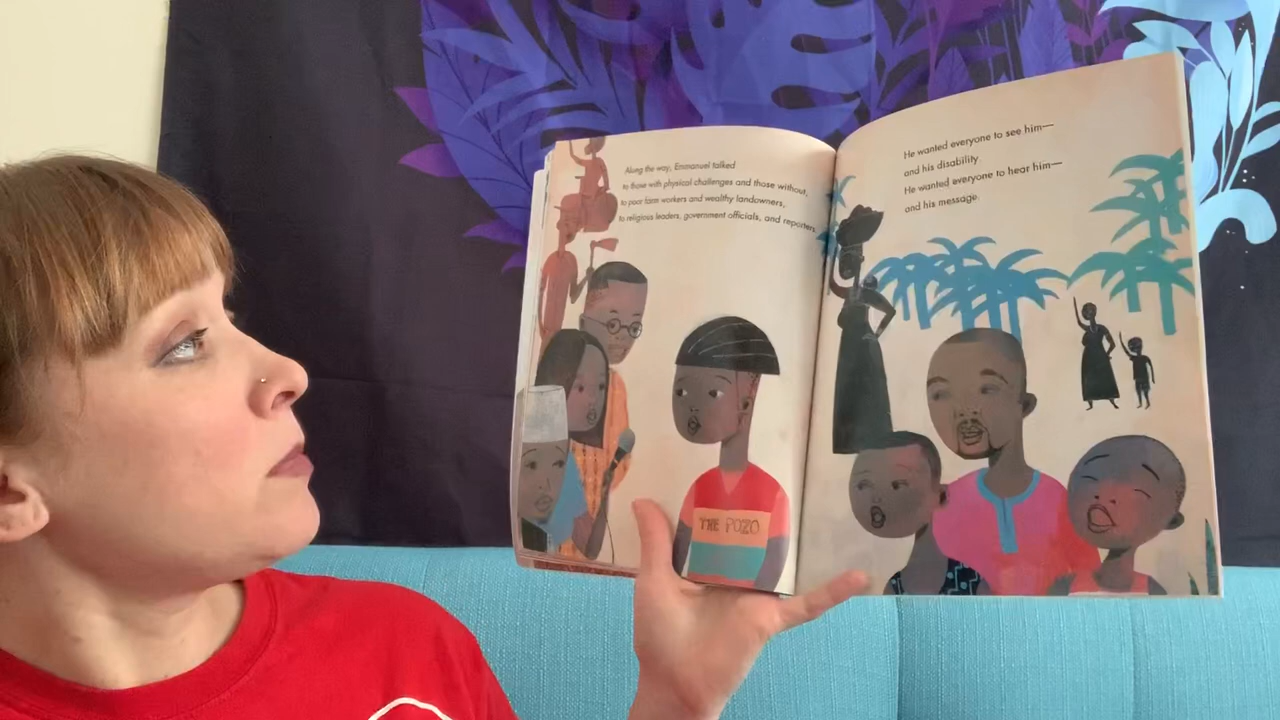 Along the way, Emmanuel talked
to those with physical challenges and those without,
to poor farm workers and wealthy landowners,
to religious leaders, government officials, and reporters.
THE POZO
He wanted everyone to see him—
and his disability.
He wanted everyone to hear him—
and his message.